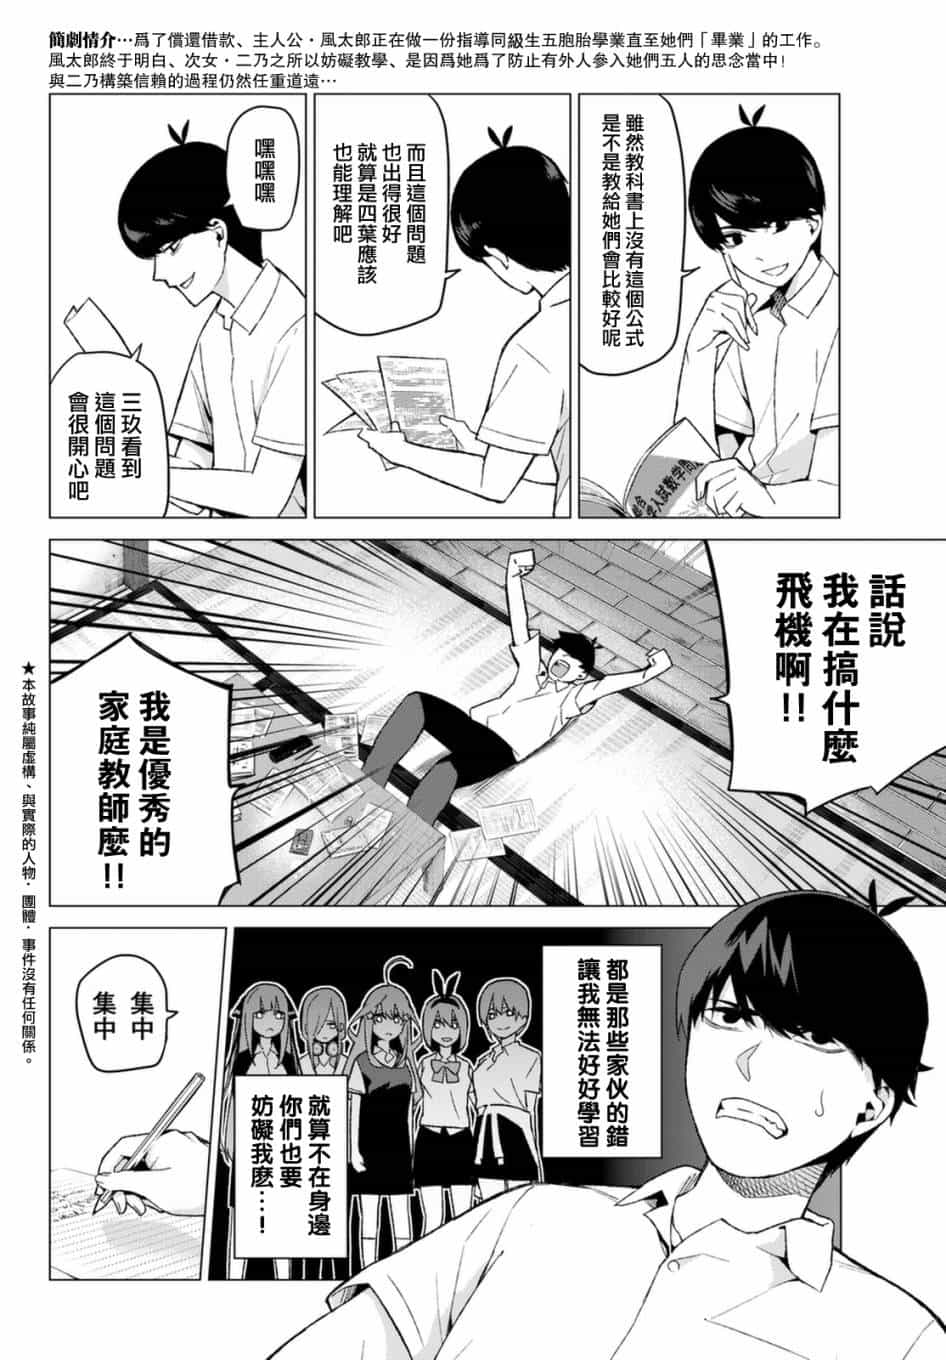 簡劇情介…爲了償還借款、主人公・風太郎正在做一份指導同級生五胞胎學業直至她們「畢業」的工作。
風太郎終于明白、次女・二乃之所以妨礙教學、是因爲她爲了防止有外人參入她們五人的思念當中!
與二乃構築信賴的過程仍然任重道遠…
雖然教科書上沒有這個公式
是不是教給她們會比較好呢
入試数学問
而且這個問題
也出得很好
就算是四葉應該
也能理解吧
嘿嘿嘿
三玖看到
這個問題
會很開心吧
話說
我在搞什麼
飛機啊!!
我是優秀的
家庭教師麼!!
都是那些家伙的錯
讓我無法好好學習
就算不在身邊
你們也要
妨礙我麽…!
集中
集中
★本故事純屬虛構、與實際的人物・團體・事件沒有任何關係。